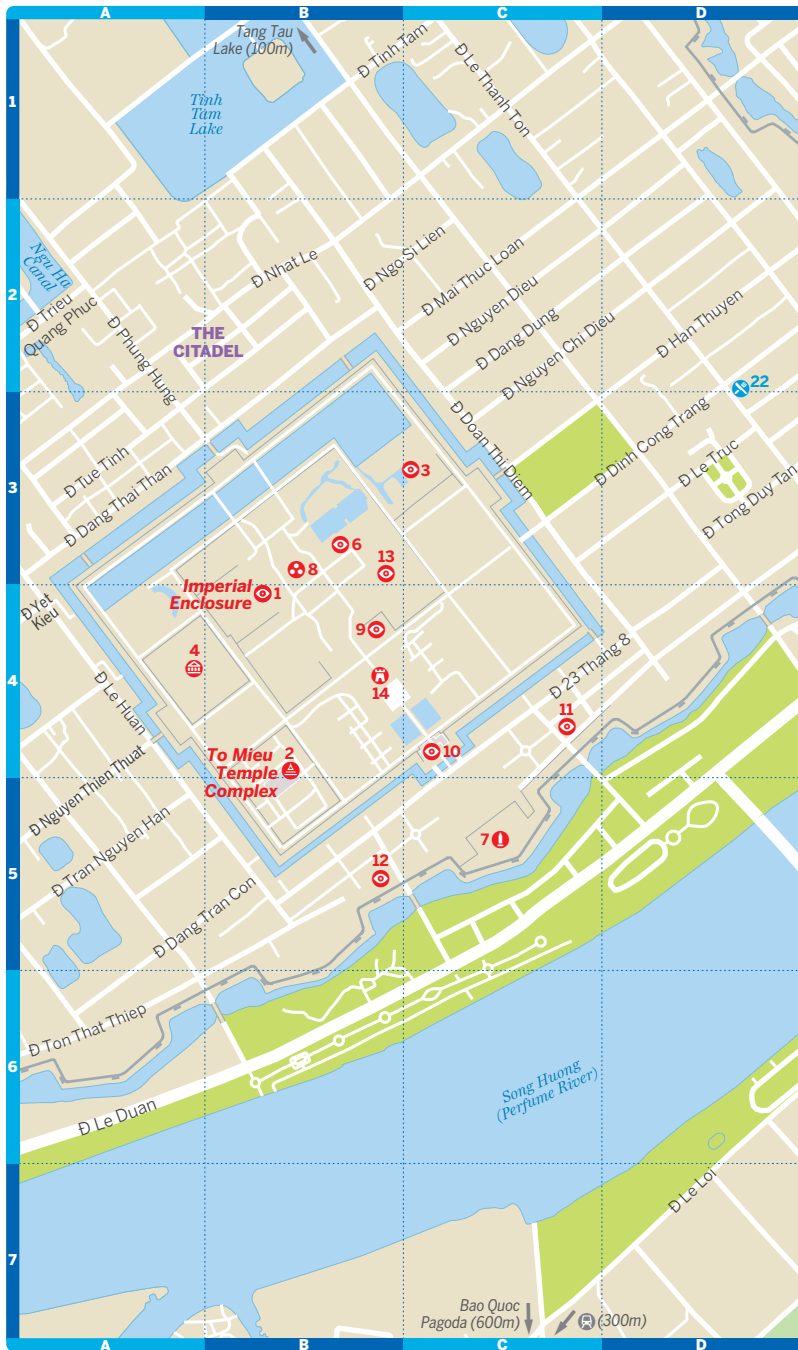 A
B
C
D
Tang Tau
Lake (100m)
Đ Tinh Tam
Đ Le Thanh Ton
1
Tinh
Tam
Lake
Ngu Ha
Canal
Đ Nhat Le
Đ Ngo Si Lien
Đ Mai Thuc Loan
2
Đ Nguyen Dieu
Đ Trieu
Quang Phuc
Đ Phung Hung
THE
CITADEL
Đ Dang Dung
Đ Nguyen Chi Dieu
Đ Han Thuyen
22
Đ Doan Thi Diem
Đ Dinh Cong Trang
Đ Le Truc
Đ Tue Tinh
3
3
Đ Dang Thai Than
Đ Tong Duy Tan
6
13
8
Imperial
Enclosure
1
Đ Yet
Kieu
9
4
4
14
Đ 23 Thang 8
Đ Le Huan
11
10
To Mieu
Temple
Complex
2
Đ Nguyen Thien Thuat
7
Đ Tran Nguyen Han
12
5
Đ Dang Tran Con
Đ Ton That Thiep
6
Song Huong
(Perfume River)
Đ Le Duan
Đ Le Loi
7
Bao Quoc
Pagoda (600m)
(300m)
A
B
C
D